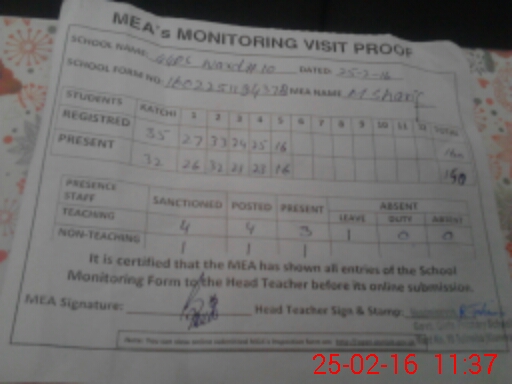 MEA's MONITORING VISIT PROOF
SCHOOL NAME: GGPS Ward # 10 DATED: 25-2-16
SCHOOL FORM NO: MEA NAME: M Sharif
STUDENTS KATCHI 1 2 3 4 5 6 7 8 9 10 11 12 TOTAL
REGISTRED 35 27 33 24 25 16
PRESENT 32 26 32 21 23 16 150
PRESENCE STAFF SANCTIONED POSTED PRESENT ABSENT
LEAVE DUTY ABSENT
TEACHING 4 4 3 1 0 0
NON-TEACHING 1 1 1
It is certified that the MEA has shown all entries of the School
Monitoring Form to the Head Teacher before its online submission.
MEA Signature: Head Teacher Sign & Stamp:
25-02-16 11:37